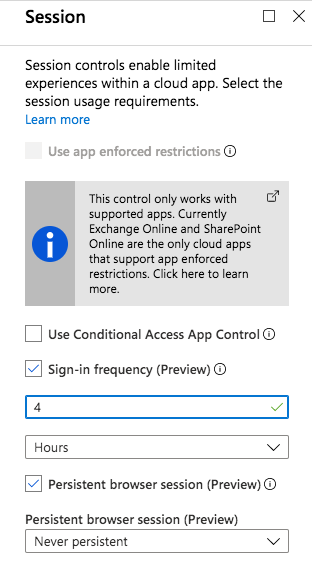 Session
Session controls enable limited
experiences within a cloud app. Select the
session usage requirements.
Learn more
Use app enforced restrictions
This control only works with
supported apps. Currently
Exchange Online and SharePoint
Online are the only cloud apps
that support app enforced
restrictions. Click here to learn
more.
Use Conditional Access App Control
Sign-in frequency (Preview)
4
Hours
Persistent browser session (Preview)
Persistent browser session (Preview)
Never persistent